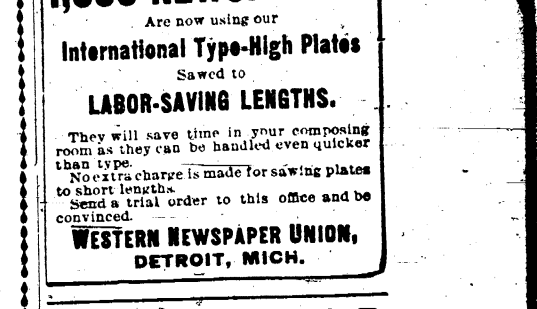 Are now using our
International Type-High Plates
Sawed to
LABOR-SAVING LENGTHS.
They will save time in your composing
room as they can be handled even quicker
than type.
No extra charge is made for sawing plates
to short lengths.
Send a trial order to this office and be
convinced.
WESTERN NEWSPAPER UNION,
DETROIT, MICH.